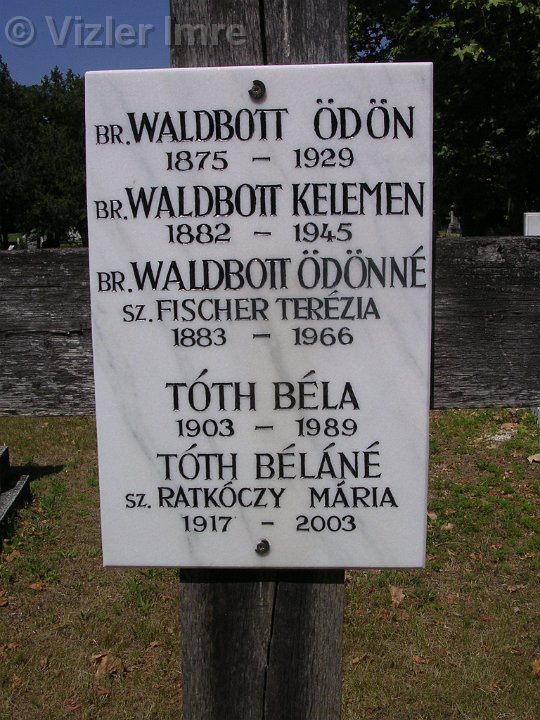 © Vizler Imre
BR. WALDBOTT ÖDÖN
1875 – 1929
BR. WALDBOTT KELEMEN
1882 – 1945
BR. WALDBOTT ÖDÖNNÉ
SZ. FISCHER TERÉZIA
1883 – 1966
TÓTH BÉLA
1903 – 1989
TÓTH BÉLÁNÉ
SZ. RATKÓCZY MÁRIA
1917 – 2003